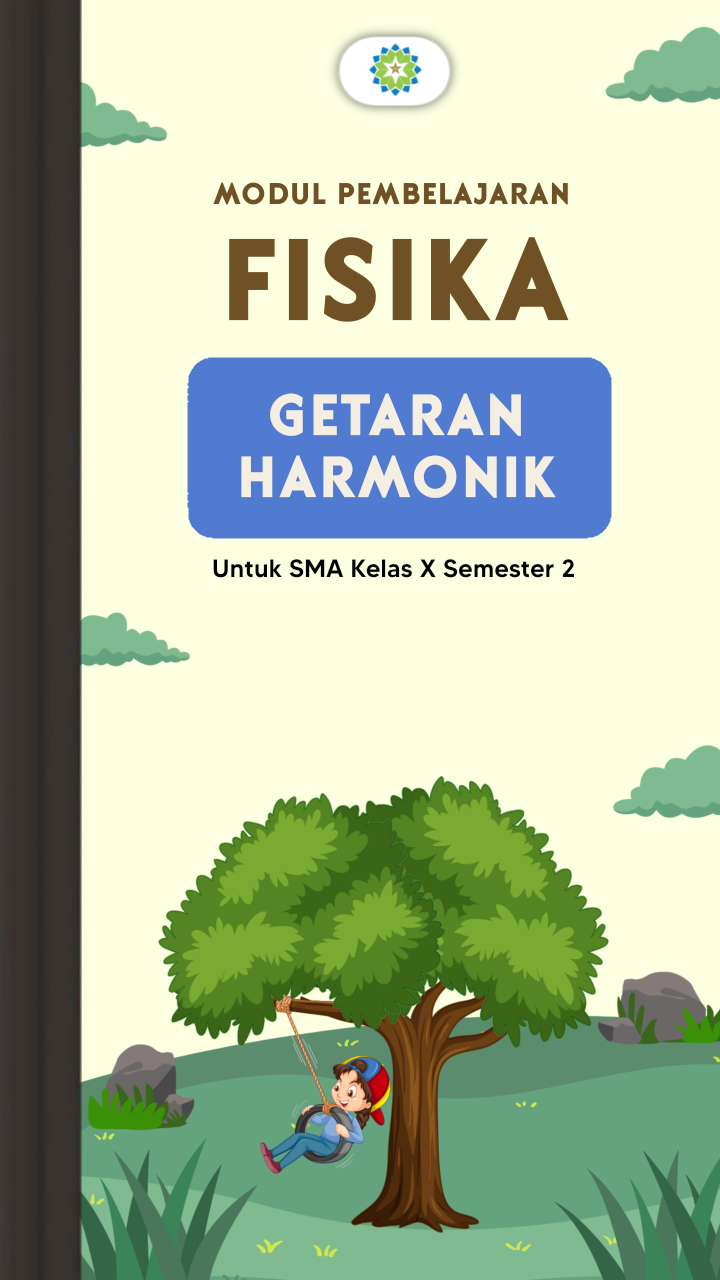 MODUL PEMBELAJARAN
FISIKA
GETARAN
HARMONIK
Untuk SMA Kelas X Semester 2